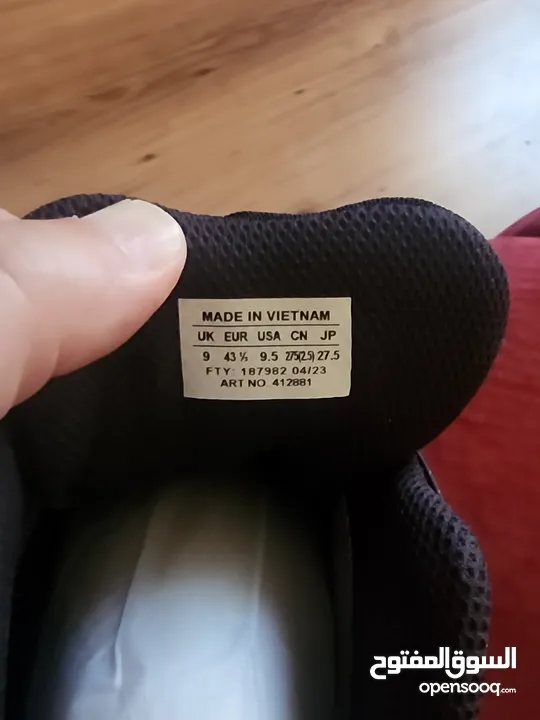 MADE IN VIETNAM
UK EUR USA CN JP
9 43 ⅓ 9.5 275(2.5) 27.5
FTY: 187982 04/23
ART NO. 412881
السوق المفتوح
opensooq.com